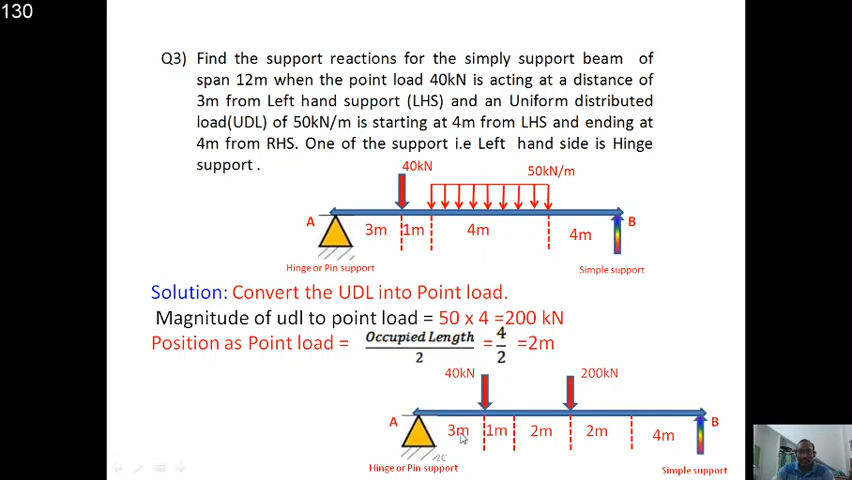 130
Q3) Find the support reactions for the simply support beam of
span 12m when the point load 40kN is acting at a distance of
3m from Left hand support (LHS) and an Uniform distributed
load(UDL) of 50kN/m is starting at 4m from LHS and ending at
4m from RHS. One of the support i.e Left hand side is Hinge
support .
40kN
50kN/m
A
B
3m 1m 4m 4m
Hinge or Pin support
Simple support
Solution: Convert the UDL into Point load.
Magnitude of udl to point load = 50 x 4 =200 kN
Position as Point load = Occupied Length / 2 = 4 / 2 =2m
40kN
200kN
A
B
3m 1m 2m 2m 4m
Hinge or Pin support
Simple support